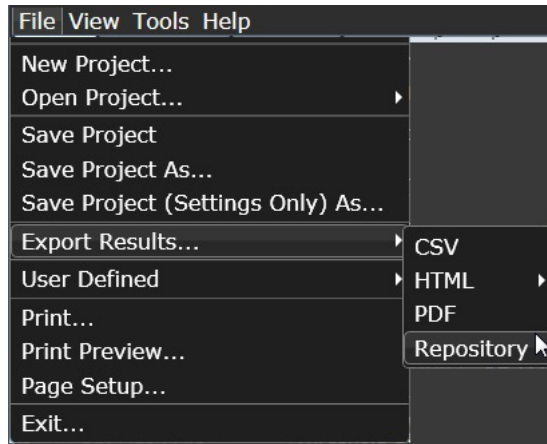 File View Tools Help
New Project...
Open Project...
Save Project
Save Project As...
Save Project (Settings Only) As...
Export Results...
CSV
User Defined
HTML
Print...
PDF
Print Preview...
Repository
Page Setup...
Exit...